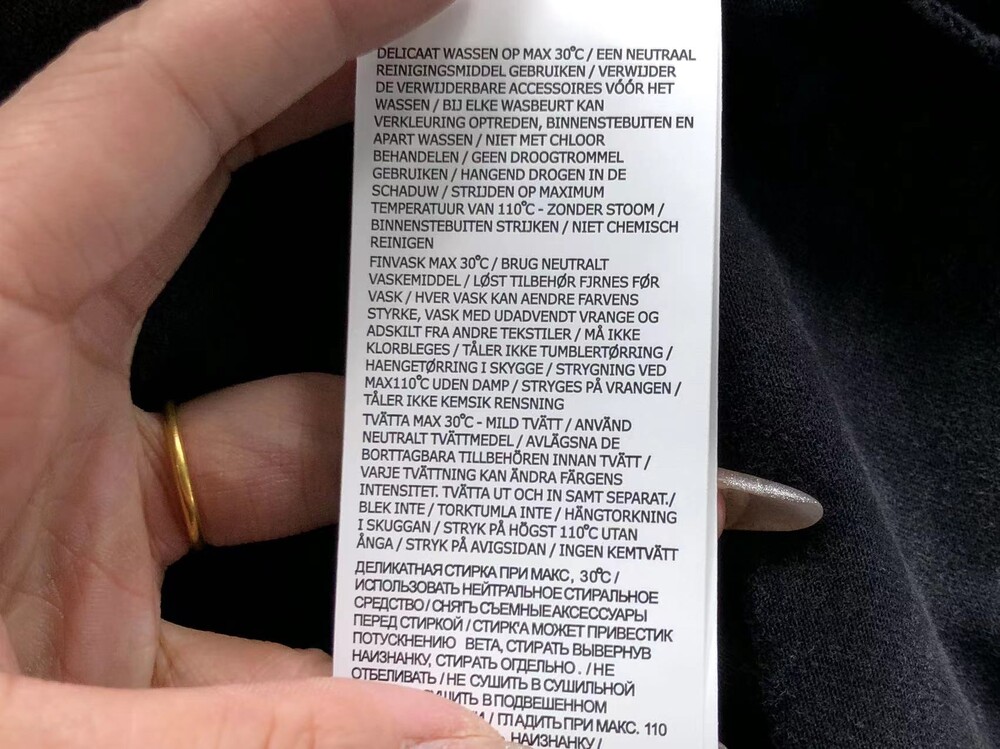 DELICAAT WASSEN OP MAX 30°C / EEN NEUTRAAL
REINIGINGSMIDDEL GEBRUIKEN / VERWIJDER
DE VERWIJDERBARE ACCESSOIRES VÓÓR HET
WASSEN / BIJ ELKE WASBEURT KAN
VERKLEURING OPTREDEN, BINNENSTEBUITEN EN
APART WASSEN / NIET MET CHLOOR
BEHANDELEN / GEEN DROOGTROMMEL
GEBRUIKEN / HANGEND DROGEN IN DE
SCHADUW / STRIJDEN OP MAXIMUM
TEMPERATUUR VAN 110°C - ZONDER STOOM /
BINNENSTEBUITEN STRIJKEN / NIET CHEMISCH
REINIGEN
FINVASK MAX 30°C / BRUG NEUTRALT
VASKEMIDDEL / LØST TILBEHØR FJRNES FØR
VASK / HVER VASK KAN AENDRE FARVENS
STYRKE, VASK MED UDADVENDT VRANGE OG
ADSKILT FRA ANDRE TEKSTILER / MÅ IKKE
KLORBLEGES / TÅLER IKKE TUMBLERTØRRING /
HAENGETØRRING I SKYGGE / STRYGNING VED
MAX110°C UDEN DAMP / STRYGES PÅ VRANGEN /
TÅLER IKKE KEMSIK RENSNING
TVÄTTA MAX 30°C - MILD TVÄTT / ANVÄND
NEUTRALT TVÄTTMEDEL / AVLÄGSNA DE
BORTTAGBARA TILLBEHÖREN INNAN TVÄTT /
VARJE TVÄTTNING KAN ÄNDRA FÄRGENS
INTENSITET. TVÄTTA UT OCH IN SAMT SEPARAT./
BLEK INTE / TORKTUMLA INTE / HÄNGTORKNING
I SKUGGAN / STRYK PÅ HÖGST 110°C UTAN
ÅNGA / STRYK PÅ AVIGSIDAN / INGEN KEMTVÄTT
ДЕЛИКАТНАЯ СТИРКА ПРИ МАКС, 30°C /
ИСПОЛЬЗОВАТЬ НЕЙТРАЛЬНОЕ СТИРАЛЬНОЕ
СРЕДСТВО / СНЯТЬ СЪЕМНЫЕ АКСЕССУАРЫ
ПЕРЕД СТИРКОЙ / СТИРК'А МОЖЕТ ПРИВЕСТИК
ПОТУСКНЕНИЮ ВЕТА, СТИРАТЬ ВЫВЕРНУВ
НАИЗНАНКУ, СТИРАТЬ ОГДЕЛЬНО . / НЕ
ОТБЕЛИВАТЬ / НЕ СУШИТЬ В СУШИЛЬНОЙ
В ПОДВЕШЕННОМ
/ ГЛАДИТЬ ПРИ МАКС. 110
НАИЗНАНКУ /